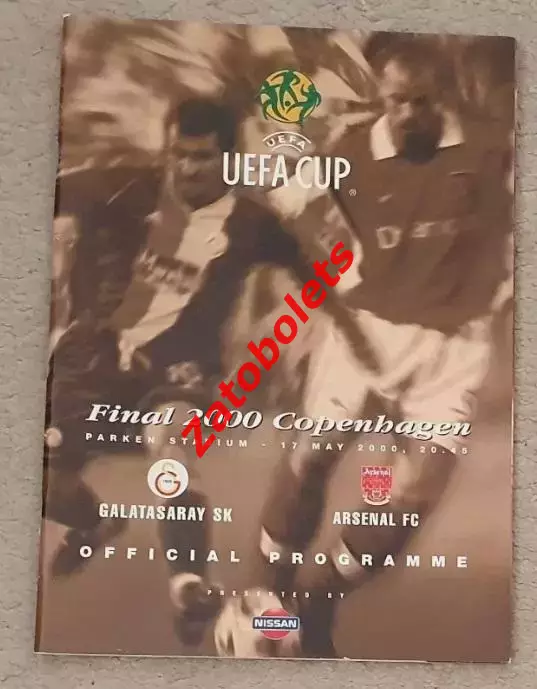 UEFA
UEFA CUP
®
D
Zatobolets
Final 2000 Copenhagen
PARKEN STADIUM - 17 MAY 2000, 20.45
Arsenal
GALATASARAY SK
ARSENAL FC
OFFICIAL PROGRAMME
PRESENTED BY
NISSAN